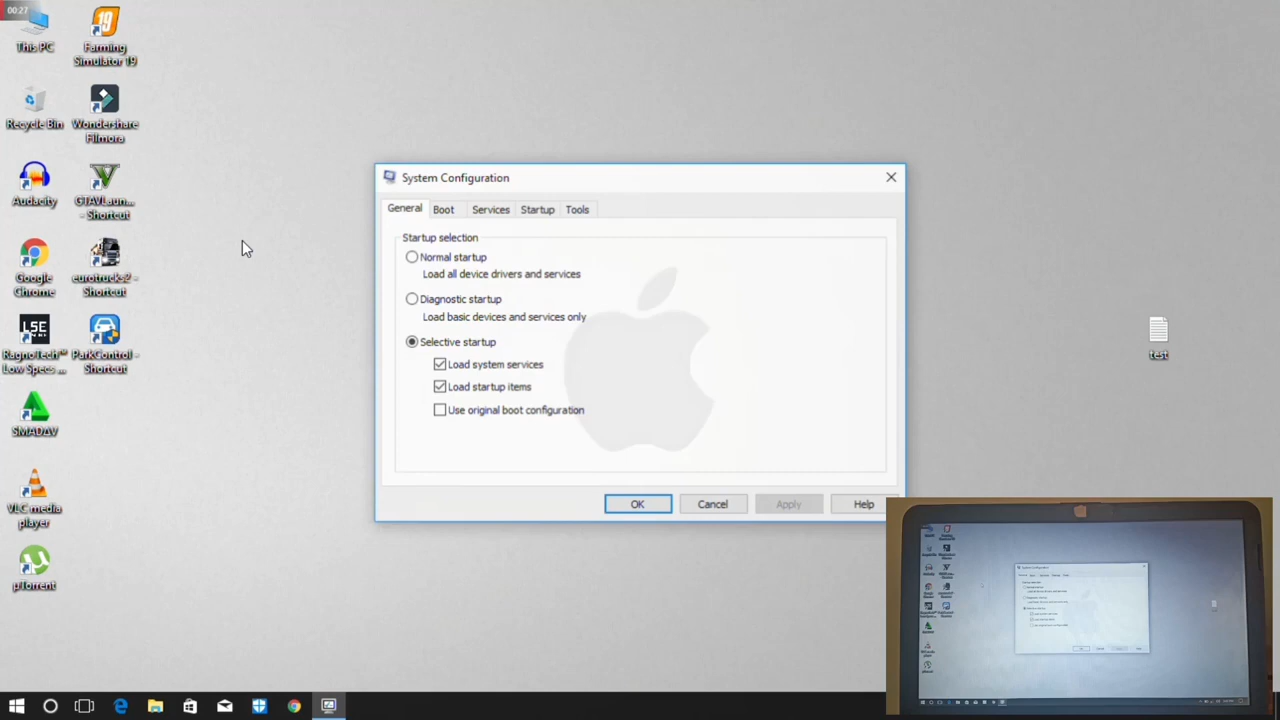 00:27
This PC
Farming
Simulator 19
Recycle Bin
Wondershare
Filmora
Audacity
GTAVLaun...
- Shortcut
Google
Chrome
eurotrucks2 -
Shortcut
L5E
RagnoTech™
Low Specs ...
ParkControl -
Shortcut
SMADAV
VLC media
player
µTorrent
test
System Configuration
General
Boot
Services
Startup
Tools
Startup selection
Normal startup
Load all device drivers and services
Diagnostic startup
Load basic devices and services only
Selective startup
Load system services
Load startup items
Use original boot configuration
OK
Cancel
Apply
Help